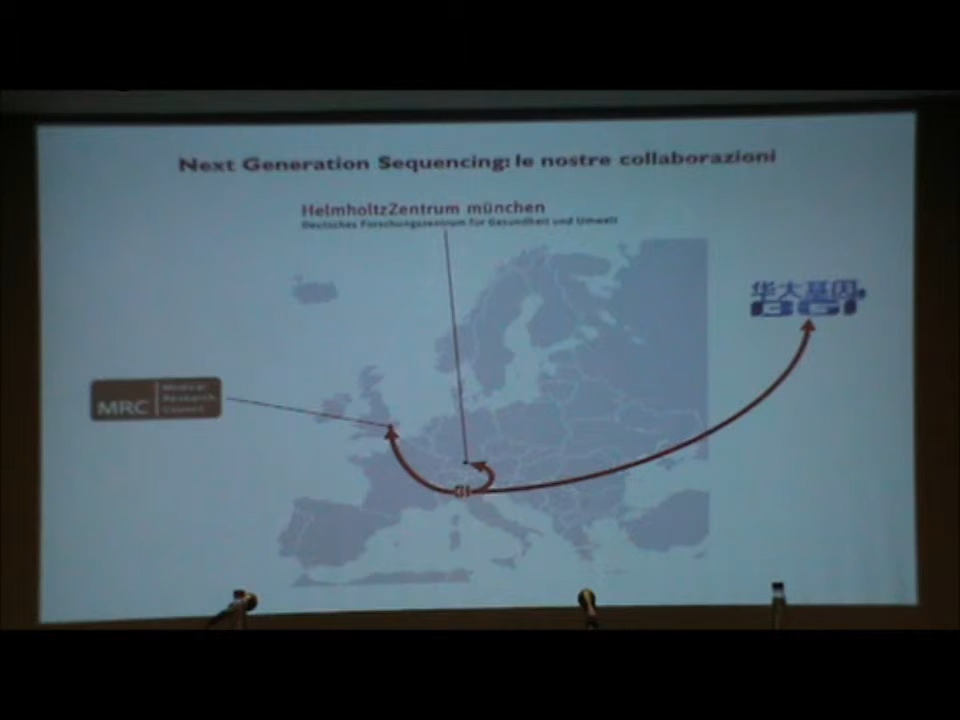 Next Generation Sequencing: le nostre collaborazioni
HelmholtzZentrum münchen
Deutsches Forschungszentrum für Gesundheit und Umwelt
华大基因
BGI
MRC
Medical
Research
Council